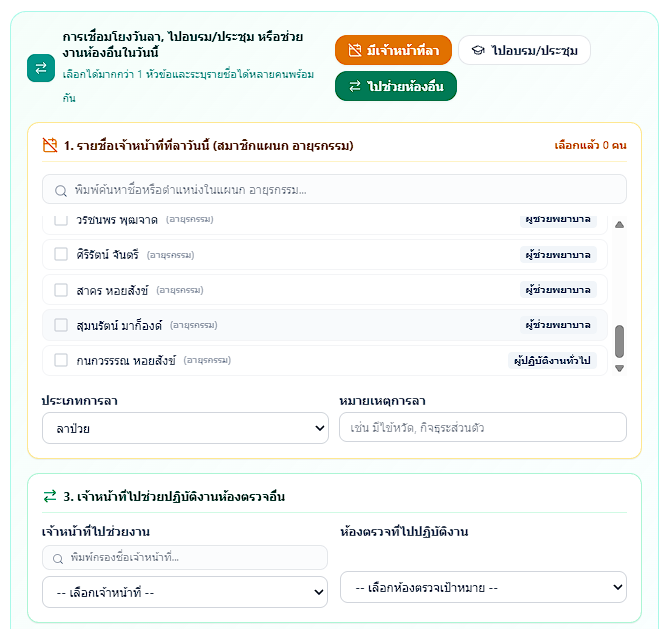 การเชื่อมโยงวันลา, ไปอบรม/ประชุม หรือช่วย
งานห้องอื่นในวันนี้
เลือกได้มากกว่า 1 หัวข้อและระบุรายชื่อได้หลายคนพร้อม
กัน
มีเจ้าหน้าที่ลา
ไปอบรม/ประชุม
ไปช่วยห้องอื่น
1. รายชื่อเจ้าหน้าที่ที่ลาวันนี้ (สมาชิกแผนก อายุรกรรม)
เลือกแล้ว 0 คน
พิมพ์ค้นหาชื่อหรือตำแหน่งในแผนก อายุรกรรม...
วรัชนพร พุฒจาด (อายุรกรรม) ผู้ช่วยพยาบาล
ศิริรัตน์ จันตรี (อายุรกรรม) ผู้ช่วยพยาบาล
สาคร หอยสังข์ (อายุรกรรม) ผู้ช่วยพยาบาล
สุมนรัตน์ มาก็องด์ (อายุรกรรม) ผู้ช่วยพยาบาล
กนกวรรรณ หอยสังข์ (อายุรกรรม) ผู้ปฏิบัติงานทั่วไป
ประเภทการลา
ลาป่วย
หมายเหตุการลา
เช่น มีไข้หวัด, กิจธุระส่วนตัว
3. เจ้าหน้าที่ไปช่วยปฏิบัติงานห้องตรวจอื่น
เจ้าหน้าที่ไปช่วยงาน
พิมพ์กรองชื่อเจ้าหน้าที่...
-- เลือกเจ้าหน้าที่ --
ห้องตรวจที่ไปปฏิบัติงาน
-- เลือกห้องตรวจเป้าหมาย --